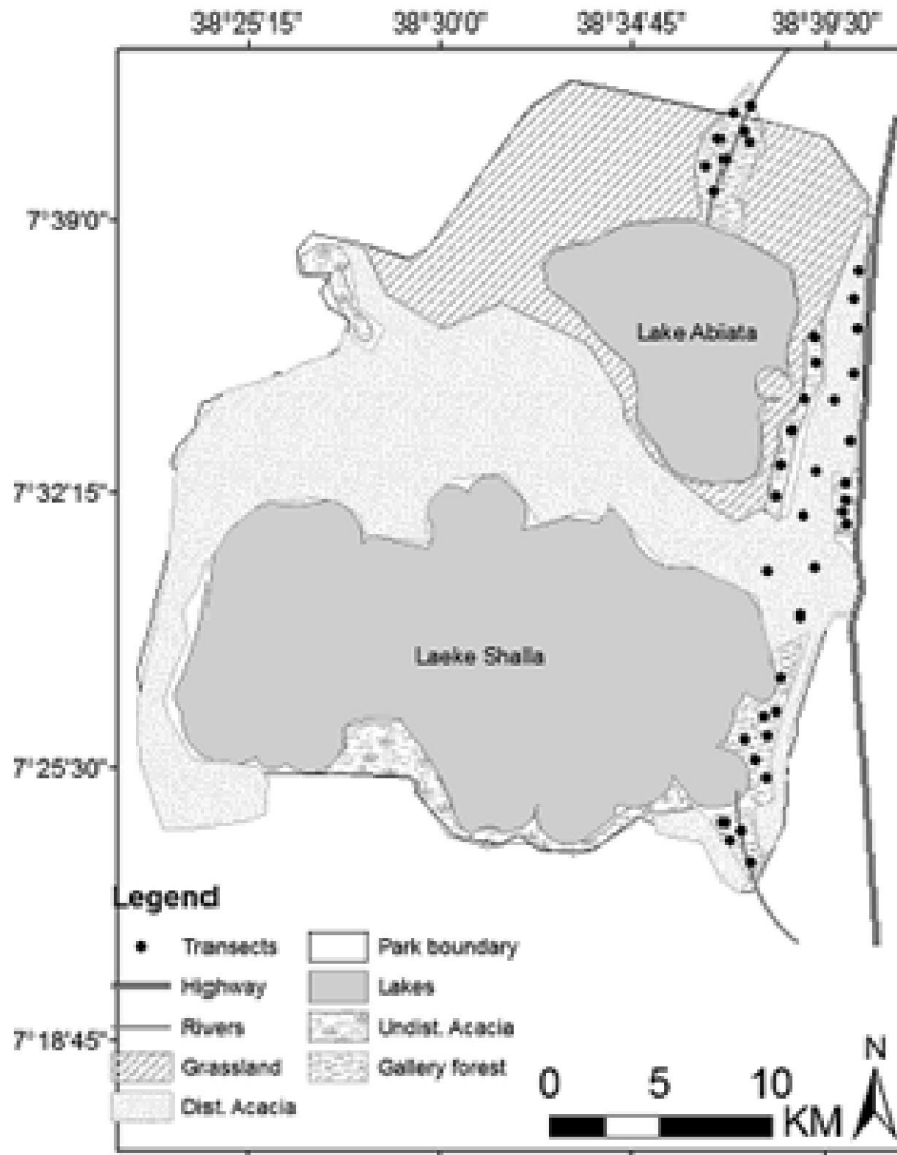 38°25'15" 38°30'0" 38°34'45" 38°39'30"
7°39'0"
Lake Abiata
7°32'15"
Laeke Shalla
7°25'30"
Legend
Transects
Park boundary
Highway
Lakes
Rivers
Undist. Acacia
7°18'45"
Grassland
Gallery forest
Dist. Acacia
N
0 5 10
KM